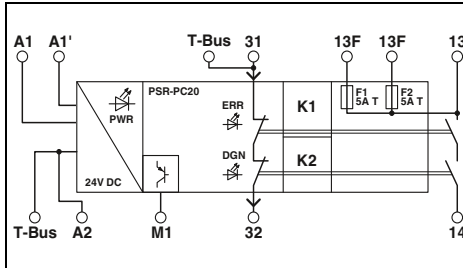 A1 A1' T-Bus 31 13F 13F 13
PSR-PC20
F1 5A T
F2 5A T
ERR
K1
PWR
DGN
K2
24V DC
T-Bus A2 M1 32 14